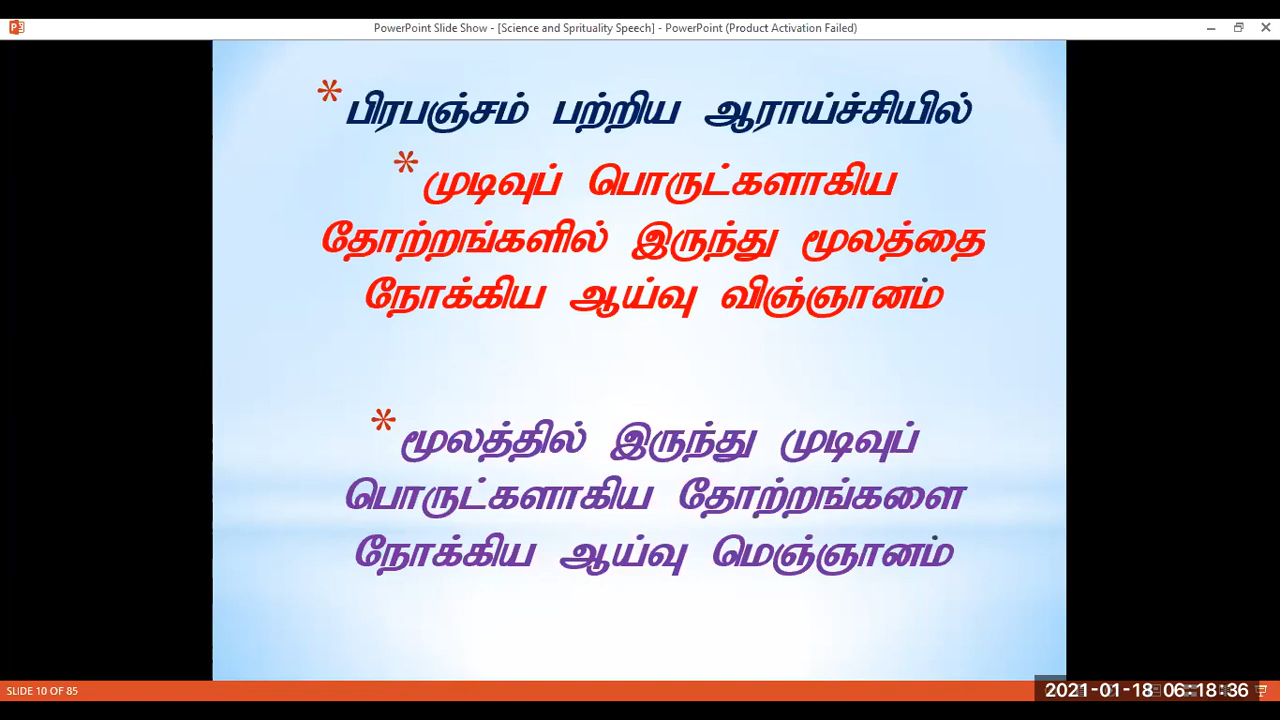 PowerPoint Slide Show - [Science and Sprituality Speech] - PowerPoint (Product Activation Failed)
* பிரபஞ்சம் பற்றிய ஆராய்ச்சியில்
* முடிவுப் பொருட்களாகிய
தோற்றங்களில் இருந்து மூலத்தை
நோக்கிய ஆய்வு விஞ்ஞானம்
* மூலத்தில் இருந்து முடிவுப்
பொருட்களாகிய தோற்றங்களை
நோக்கிய ஆய்வு மெஞ்ஞானம்
SLIDE 10 OF 85
2021-01-18 06:18:36